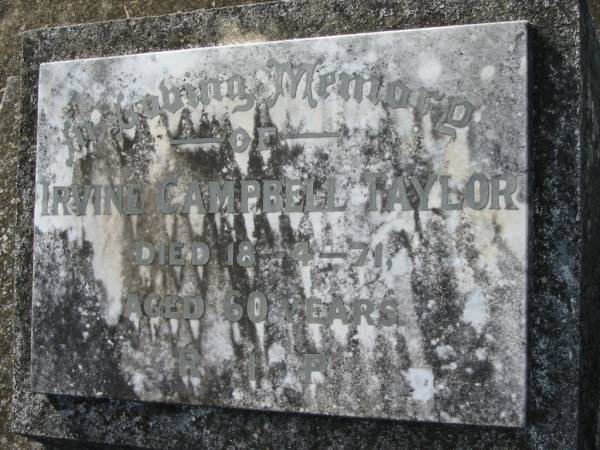 In Loving Memory
— OF —
IRVINE CAMPBELL TAYLOR
DIED 18-4-71,
AGED 60 YEARS
R I P